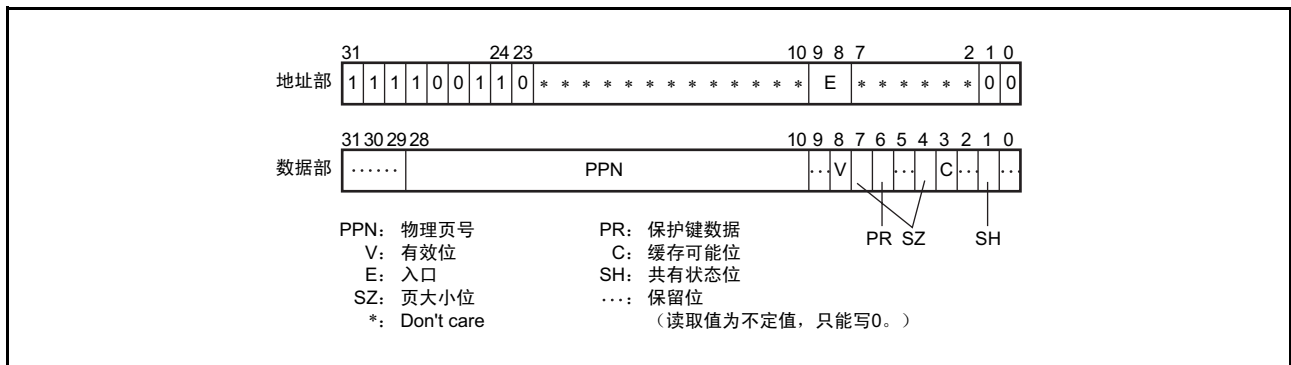 31 24 23 10 9 8 7 2 1 0
地址部 1 1 1 1 0 0 1 1 0 * * * * * * * * * * * * * E * * * * * * 0 0
31 30 29 28 10 9 8 7 6 5 4 3 2 1 0
数据部 ······ PPN ··· V ··· C ··· ···
PR SZ SH
PPN： 物理页号 PR： 保护键数据
V： 有效位 C： 缓存可能位
E： 入口 SH： 共有状态位
SZ： 页大小位 ···： 保留位
*： Don't care （读取值为不定值，只能写0。）